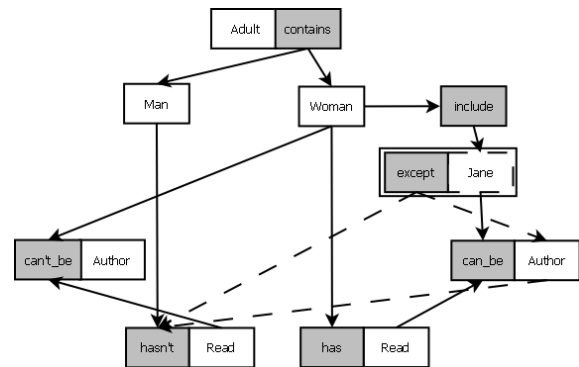 Adult contains
Man Woman include
except Jane
can't_be Author can_be Author
hasn't Read has Read